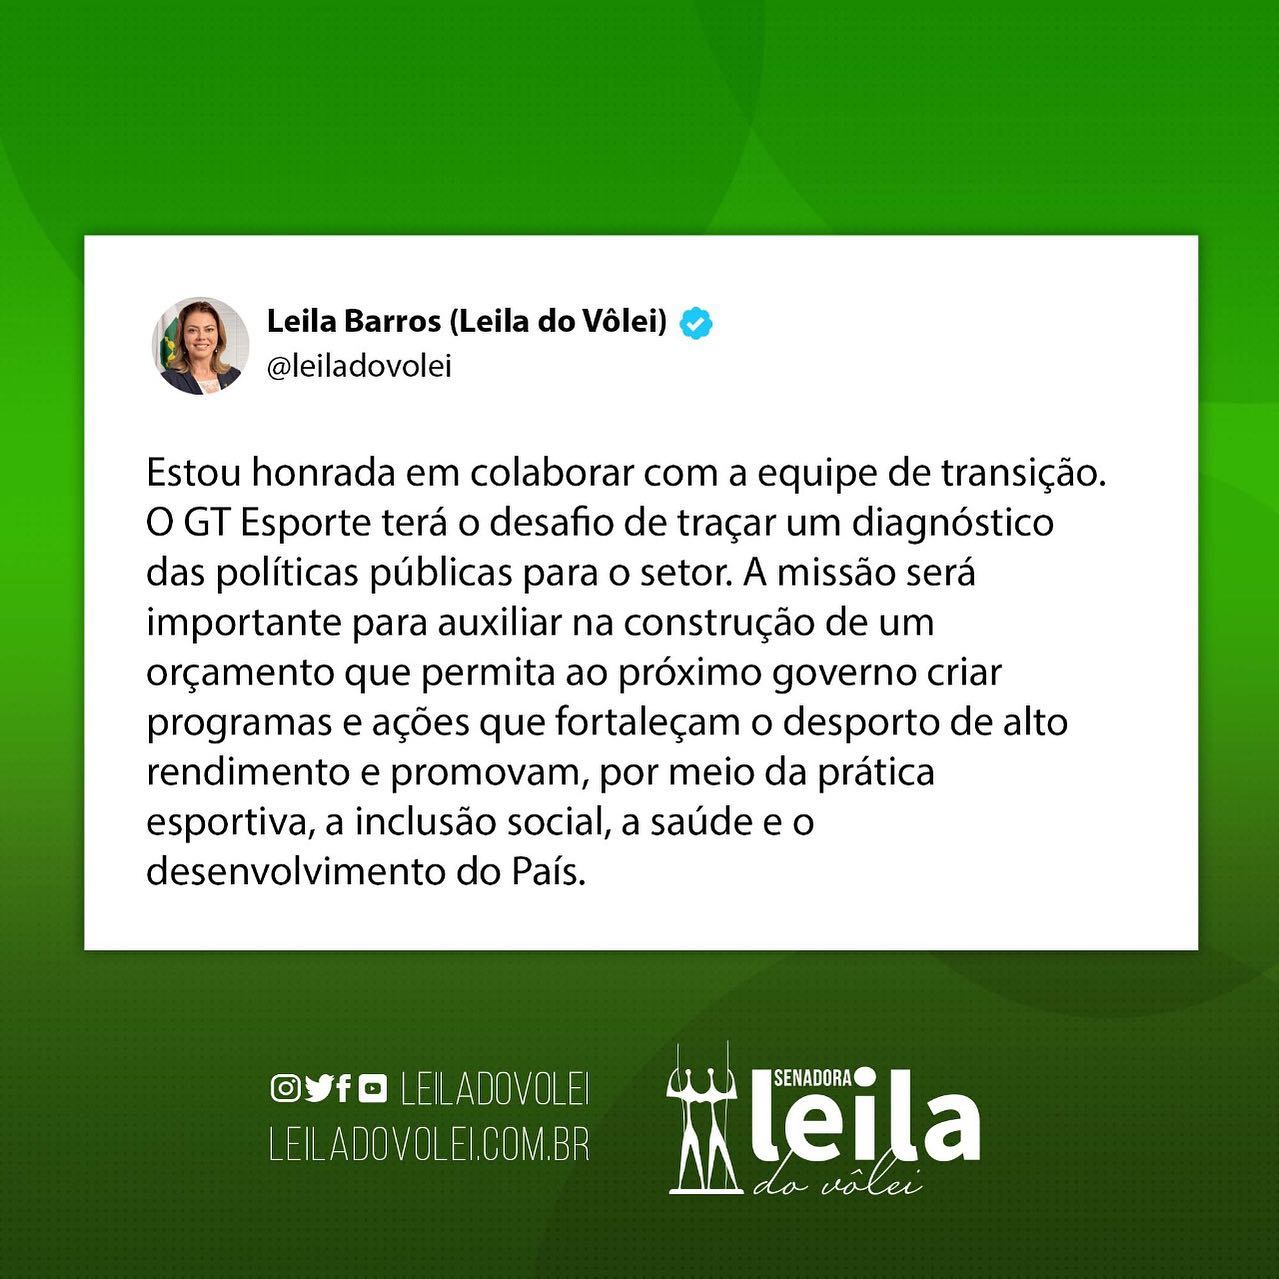 Leila Barros (Leila do Vôlei)
@leiladovolei
Estou honrada em colaborar com a equipe de transição.
O GT Esporte terá o desafio de traçar um diagnóstico
das políticas públicas para o setor. A missão será
importante para auxiliar na construção de um
orçamento que permita ao próximo governo criar
programas e ações que fortaleçam o desporto de alto
rendimento e promovam, por meio da prática
esportiva, a inclusão social, a saúde e o
desenvolvimento do País.
LEILADOVOLEI
LEILADOVOLEI.COM.BR
SENADORA
leila
do vôlei